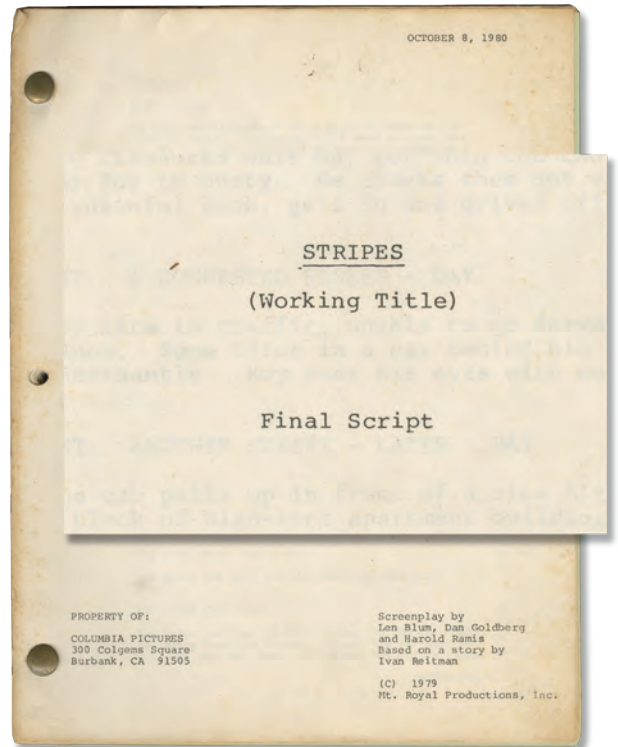 OCTOBER 8, 1980
STRIPES
(Working Title)
Final Script
PROPERTY OF:
COLUMBIA PICTURES
300 Colgems Square
Burbank, CA 91505
Screenplay by
Len Blum, Dan Goldberg
and Harold Ramis
Based on a story by
Ivan Reitman
(C) 1979
Mt. Royal Productions, Inc.